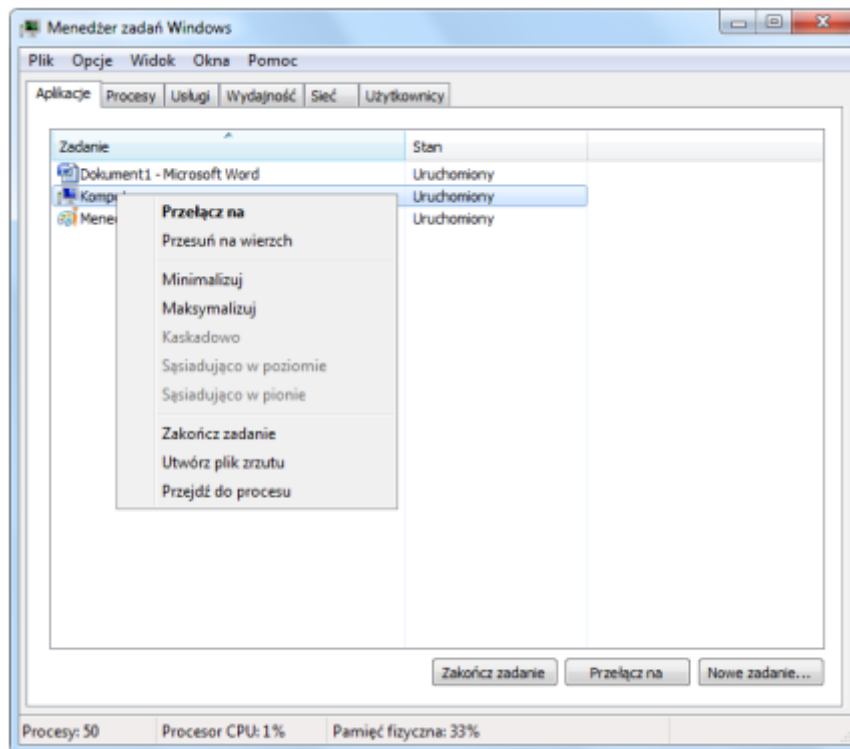 Menedżer zadań Windows
Plik Opcje Widok Okna Pomoc
Aplikacje Procesy Usługi Wydajność Sieć Użytkownicy
Zadanie Stan
Dokument1 - Microsoft Word Uruchomiony
Uruchomiony
Uruchomiony
Przełącz na
Przesuń na wierzch
Minimalizuj
Maksymalizuj
Kaskadowo
Sąsiadująco w poziomie
Sąsiadująco w pionie
Zakończ zadanie
Utwórz plik zrzutu
Przejdź do procesu
Zakończ zadanie Przełącz na Nowe zadanie...
Procesy: 50 Procesor CPU: 1% Pamięć fizyczna: 33%